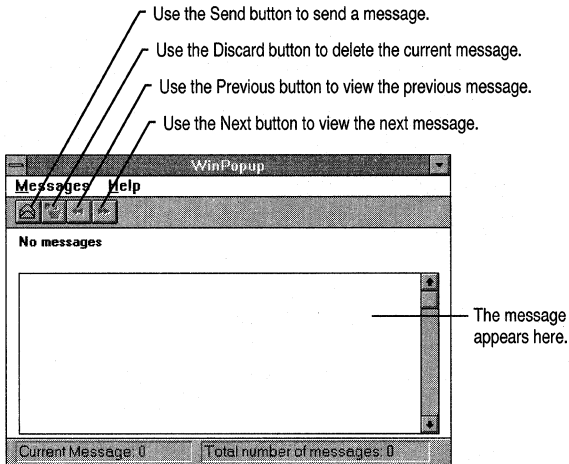 Use the Send button to send a message.
Use the Discard button to delete the current message.
Use the Previous button to view the previous message.
Use the Next button to view the next message.
WinPopup
Messages Help
No messages
The message
appears here.
Current Message: 0 Total number of messages: 0